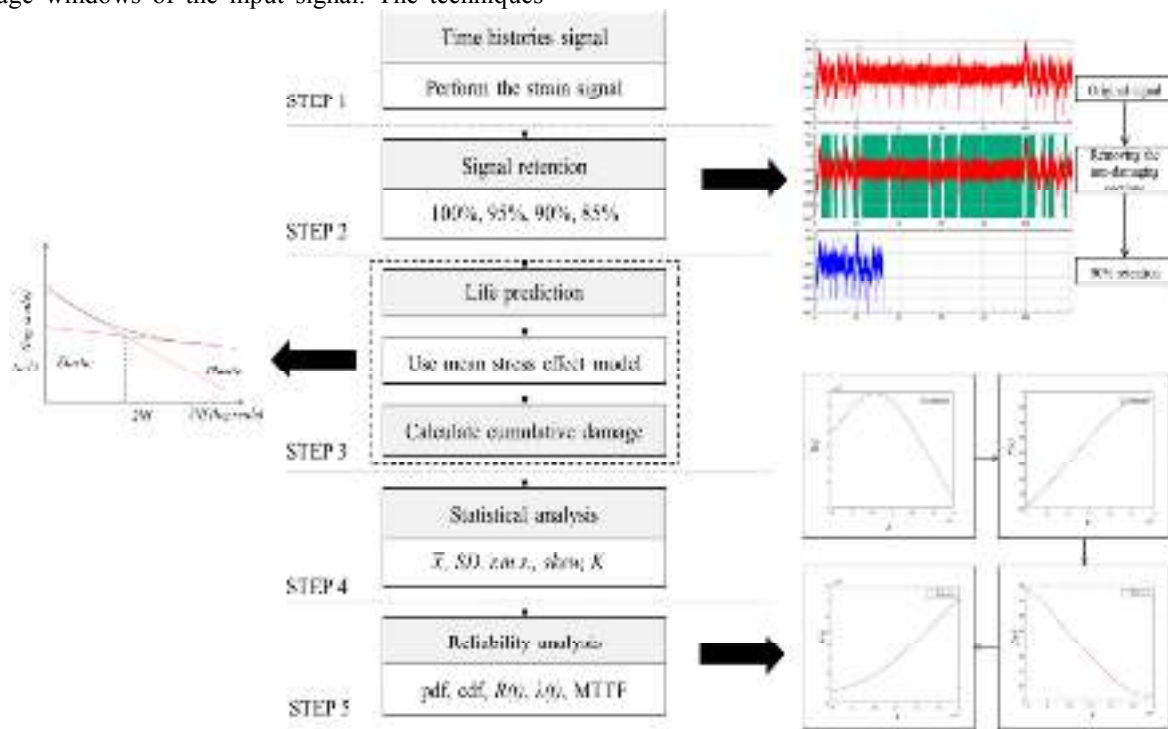 age windows of the input signal. The techniques
Time histories signal
Perform the strain signal
STEP 1
Signal retention
100%, 95%, 90%, 85%
STEP 2
Life prediction
Use mean stress effect model
Calculate cumulative damage
STEP 3
Statistical analysis
x̅, SD, r.m.s., skew, K
STEP 4
Reliability analysis
pdf, cdf, R(t), λ(t), MTTF
STEP 5
Original signal
Removing the
non-damaging
90% retention
Elastic
Plastic